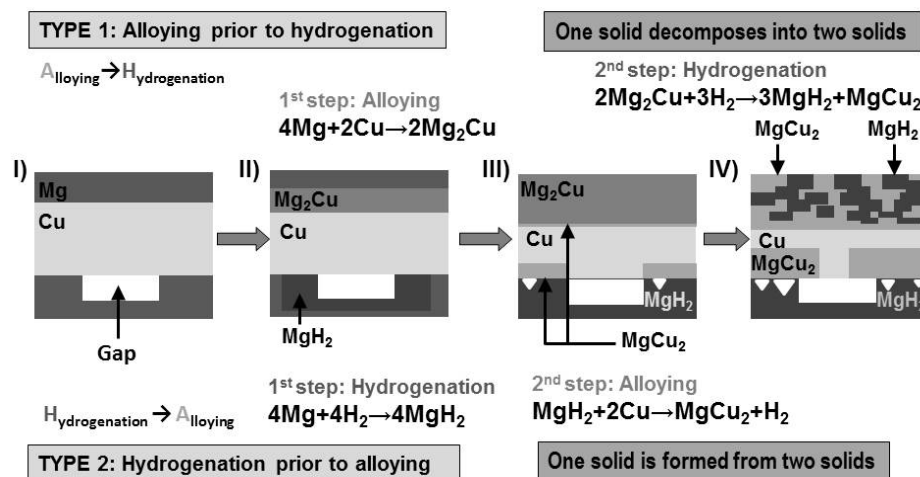 TYPE 1: Alloying prior to hydrogenation
One solid decomposes into two solids
Alloying→Hydrogenation
1st step: Alloying
4Mg+2Cu→2Mg₂Cu
2nd step: Hydrogenation
2Mg₂Cu+3H₂→3MgH₂+MgCu₂
MgCu₂
MgH₂
I)
II)
III)
IV)
Mg
Cu
Gap
Mg₂Cu
Cu
MgH₂
Mg₂Cu
Cu
MgH₂
MgCu₂
Cu
MgCu₂
MgH₂
Hydrogenation → Alloying
1st step: Hydrogenation
4Mg+4H₂→4MgH₂
2nd step: Alloying
MgH₂+2Cu→MgCu₂+H₂
TYPE 2: Hydrogenation prior to alloying
One solid is formed from two solids